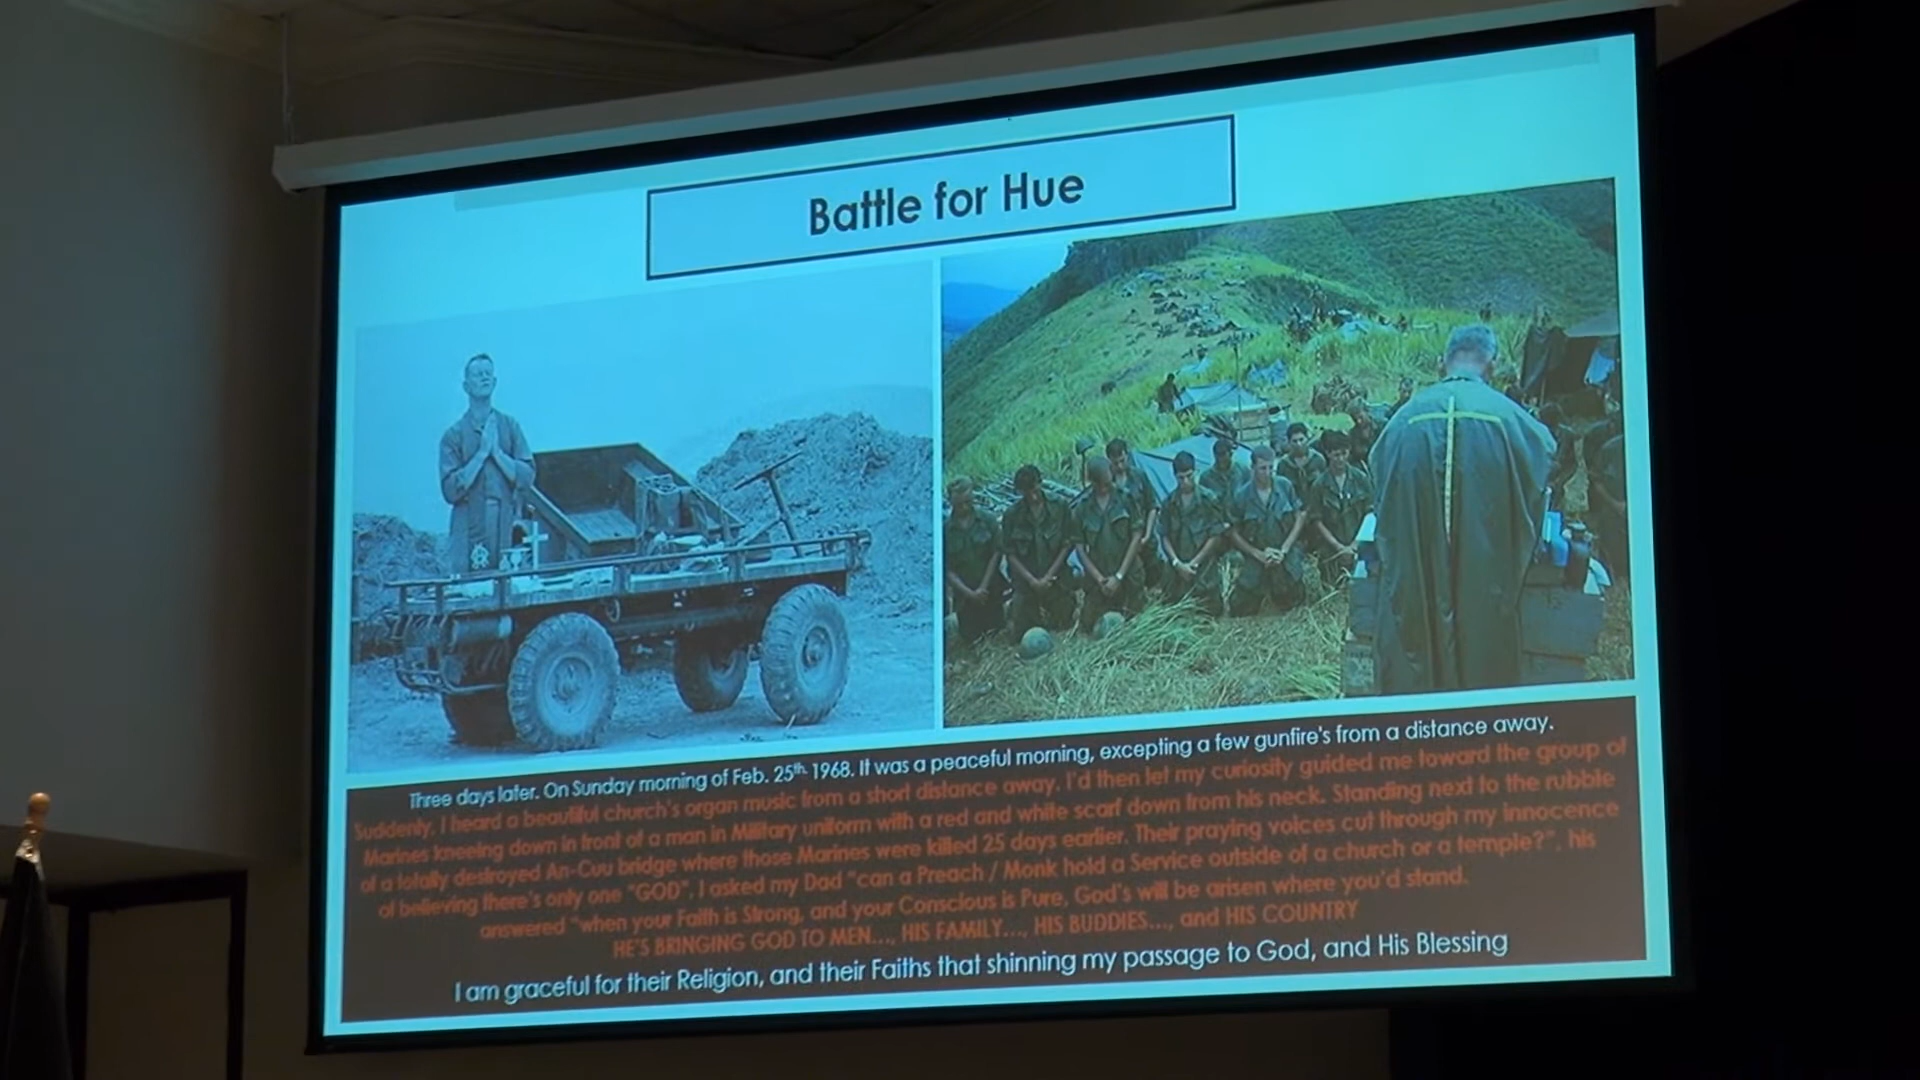 Battle for Hue
Three days later. On Sunday morning of Feb. 25th. 1968. It was a peaceful morning, excepting a few gunfire's from a distance away.
Suddenly, I heard a beautiful church's organ music from a short distance away. I'd then let my curiosity guided me toward the group of
Marines kneeing down in front of a man in Military uniform with a red and white scarf down from his neck. Standing next to the rubble
of a totally destroyed An-Cuu bridge where those Marines were killed 25 days earlier. Their praying voices cut through my innocence
of believing there's only one "GOD", I asked my Dad "can a Preach / Monk hold a Service outside of a church or a temple?", his
answered "when your Faith is Strong, and your Conscious is Pure, God's will be arisen where you'd stand.
HE'S BRINGING GOD TO MEN..., HIS FAMILY..., HIS BUDDIES..., and HIS COUNTRY
I am graceful for their Religion, and their Faiths that shinning my passage to God, and His Blessing